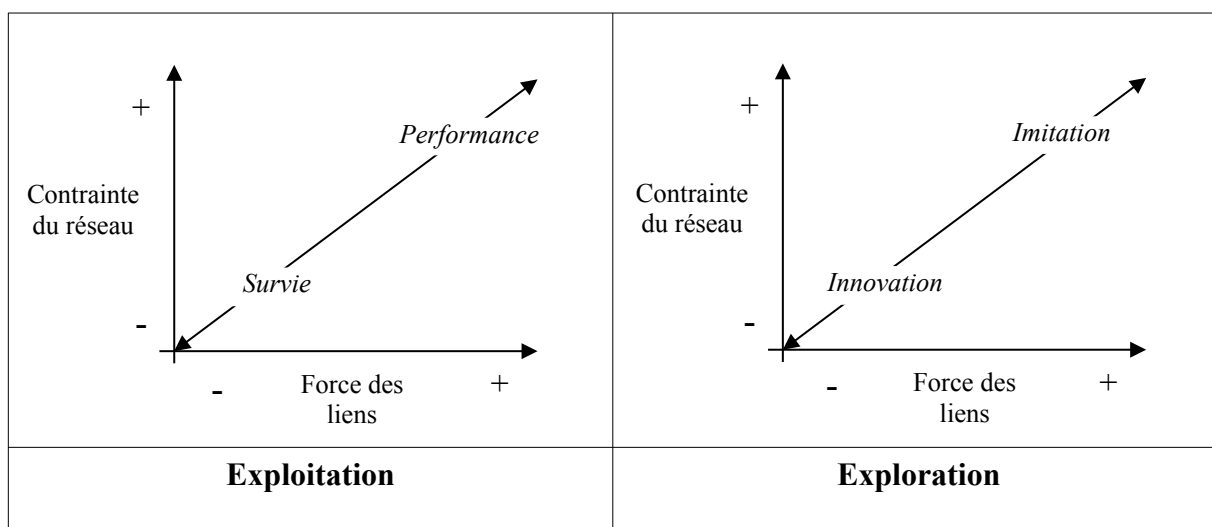 +
Performance
Contrainte
du réseau
Survie
-
-
Force des
liens
+
Exploitation
+
Imitation
Contrainte
du réseau
Innovation
-
-
Force des
liens
+
Exploration